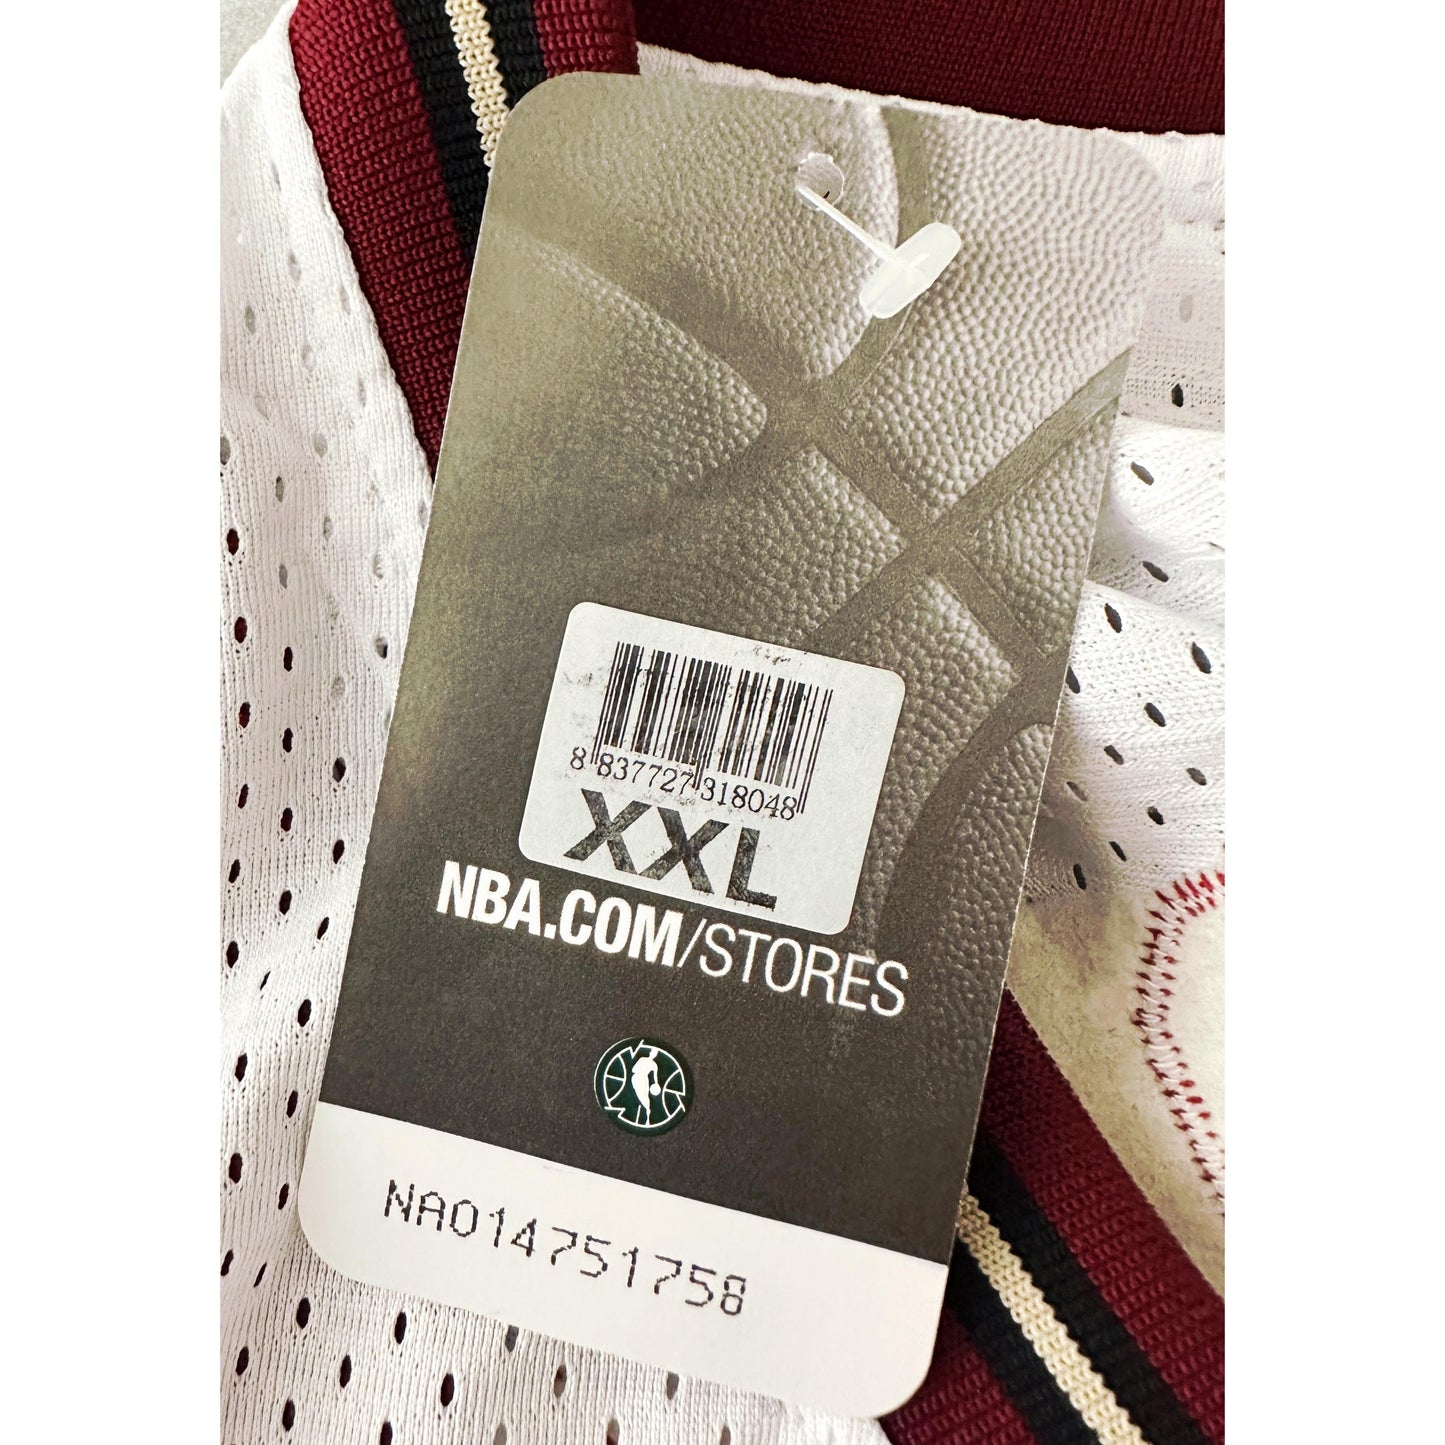 8 837727 318048
XXL
NBA.COM/STORES
NA014751758